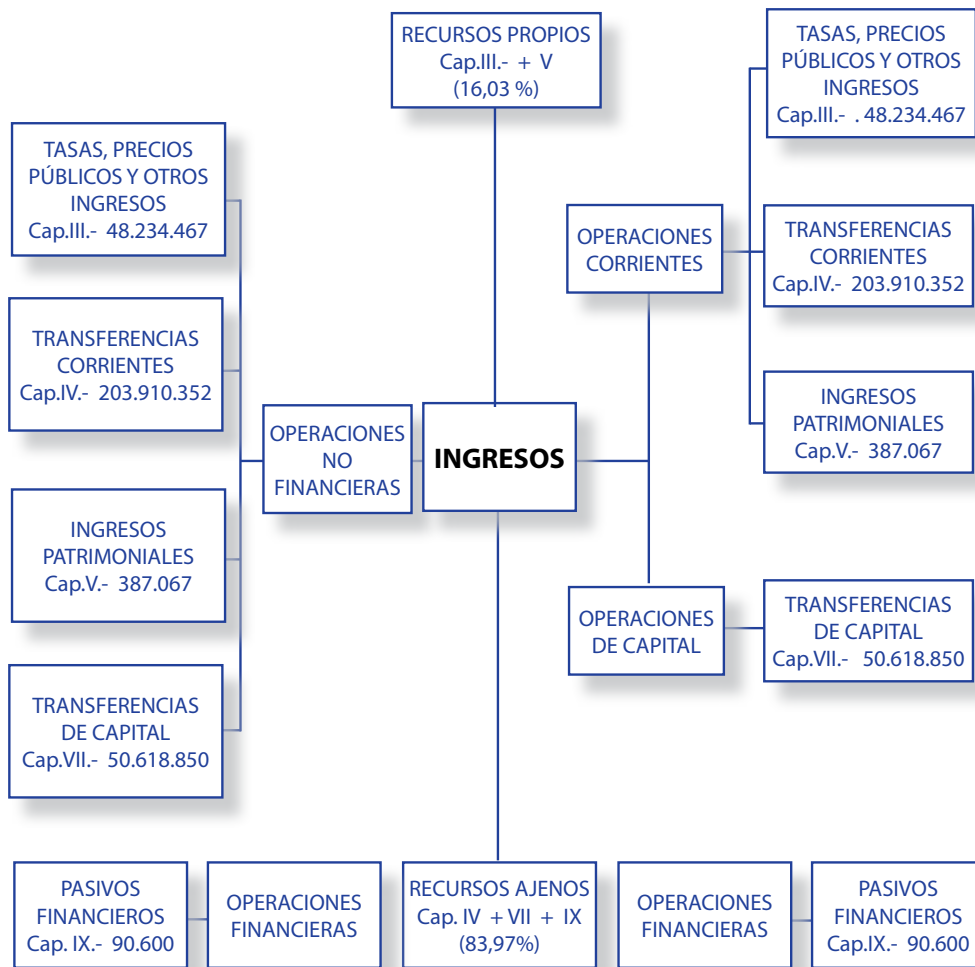 RECURSOS PROPIOS
Cap.III.- + V
(16,03 %)
TASAS, PRECIOS
PÚBLICOS Y OTROS
INGRESOS
Cap.III.- . 48.234.467
TASAS, PRECIOS
PÚBLICOS Y OTROS
INGRESOS
Cap.III.- 48.234.467
OPERACIONES
CORRIENTES
TRANSFERENCIAS
CORRIENTES
Cap.IV.- 203.910.352
TRANSFERENCIAS
CORRIENTES
Cap.IV.- 203.910.352
INGRESOS
PATRIMONIALES
Cap.V.- 387.067
OPERACIONES
NO
FINANCIERAS
INGRESOS
INGRESOS
PATRIMONIALES
Cap.V.- 387.067
OPERACIONES
DE CAPITAL
TRANSFERENCIAS
DE CAPITAL
Cap.VII.- 50.618.850
TRANSFERENCIAS
DE CAPITAL
Cap.VII.- 50.618.850
PASIVOS
FINANCIEROS
Cap. IX.- 90.600
OPERACIONES
FINANCIERAS
RECURSOS AJENOS
Cap. IV + VII + IX
(83,97%)
OPERACIONES
FINANCIERAS
PASIVOS
FINANCIEROS
Cap.IX.- 90.600